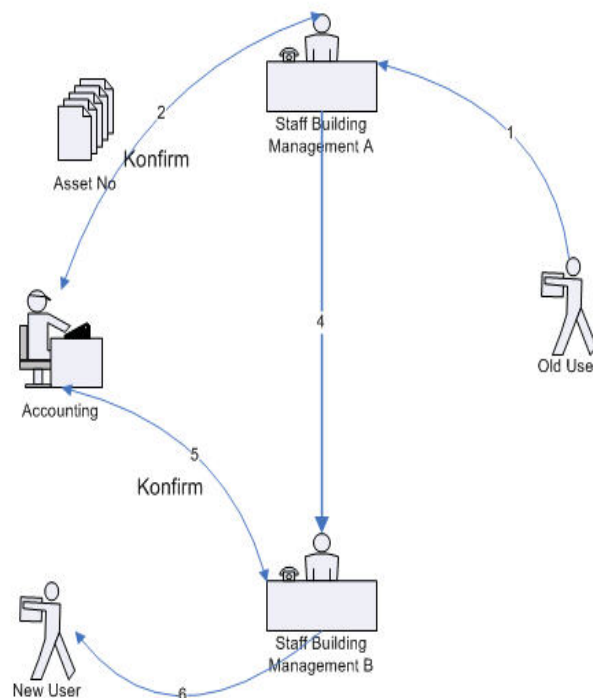 2
Konfirm
Asset No
Staff Building
Management A
1
4
Old User
Accounting
5
Konfirm
Staff Building
Management B
New User
6